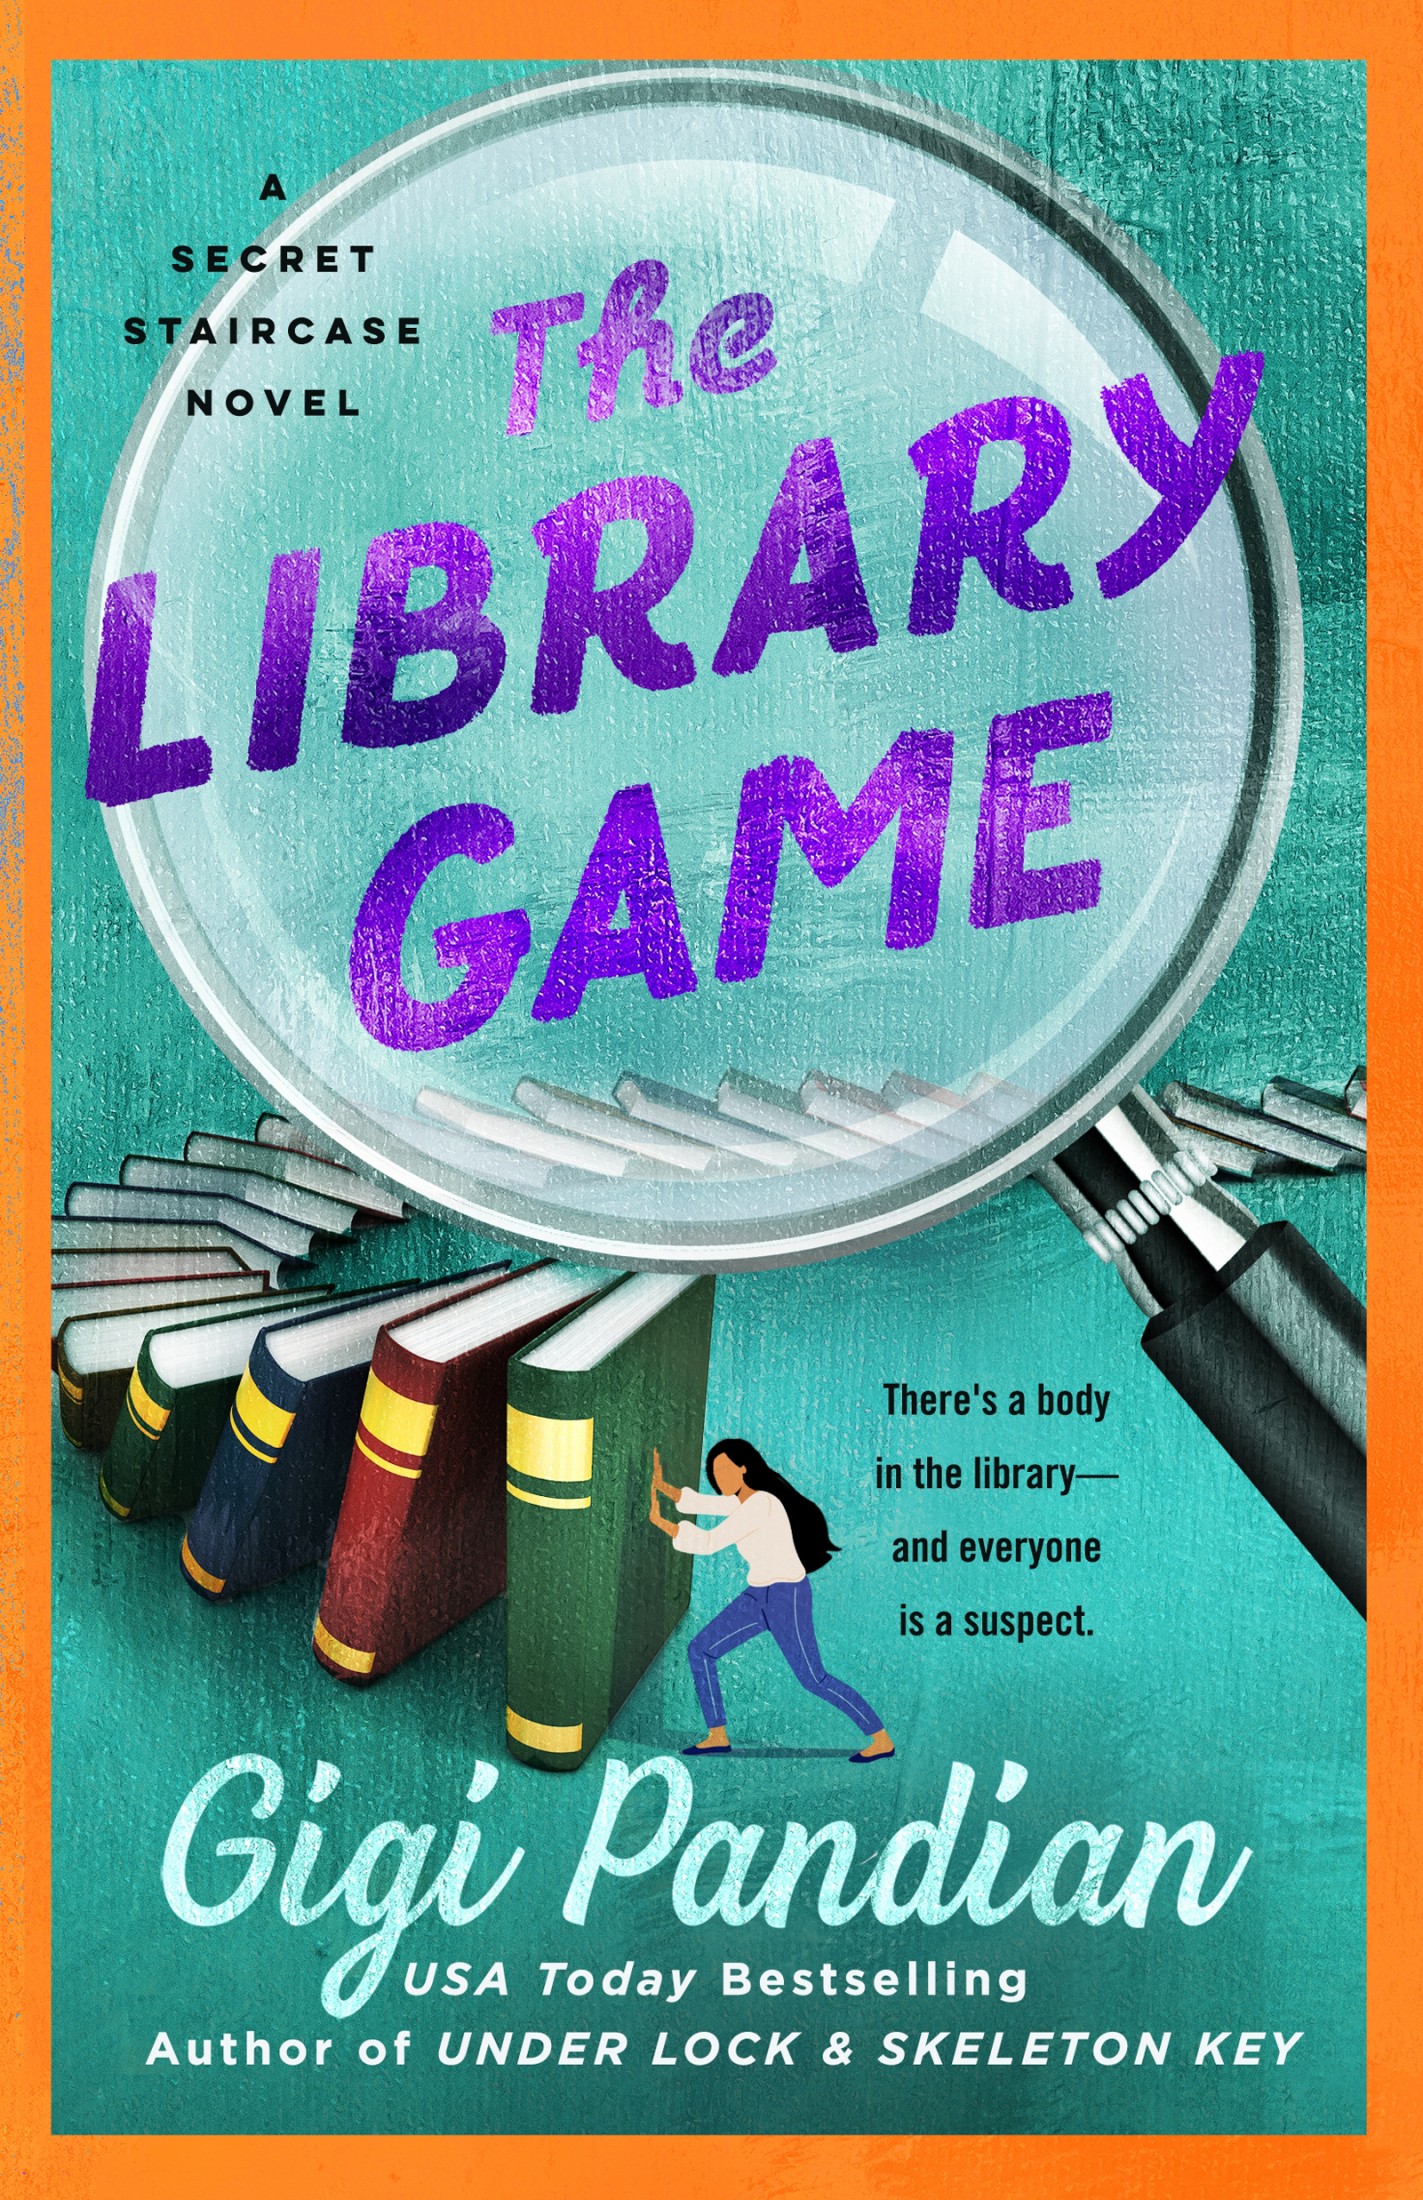 A
SECRET
STAIRCASE
NOVEL
The
LIBRARY
GAME
There's a body
in the library—
and everyone
is a suspect.
Gigi Pandian
USA Today Bestselling
Author of UNDER LOCK & SKELETON KEY